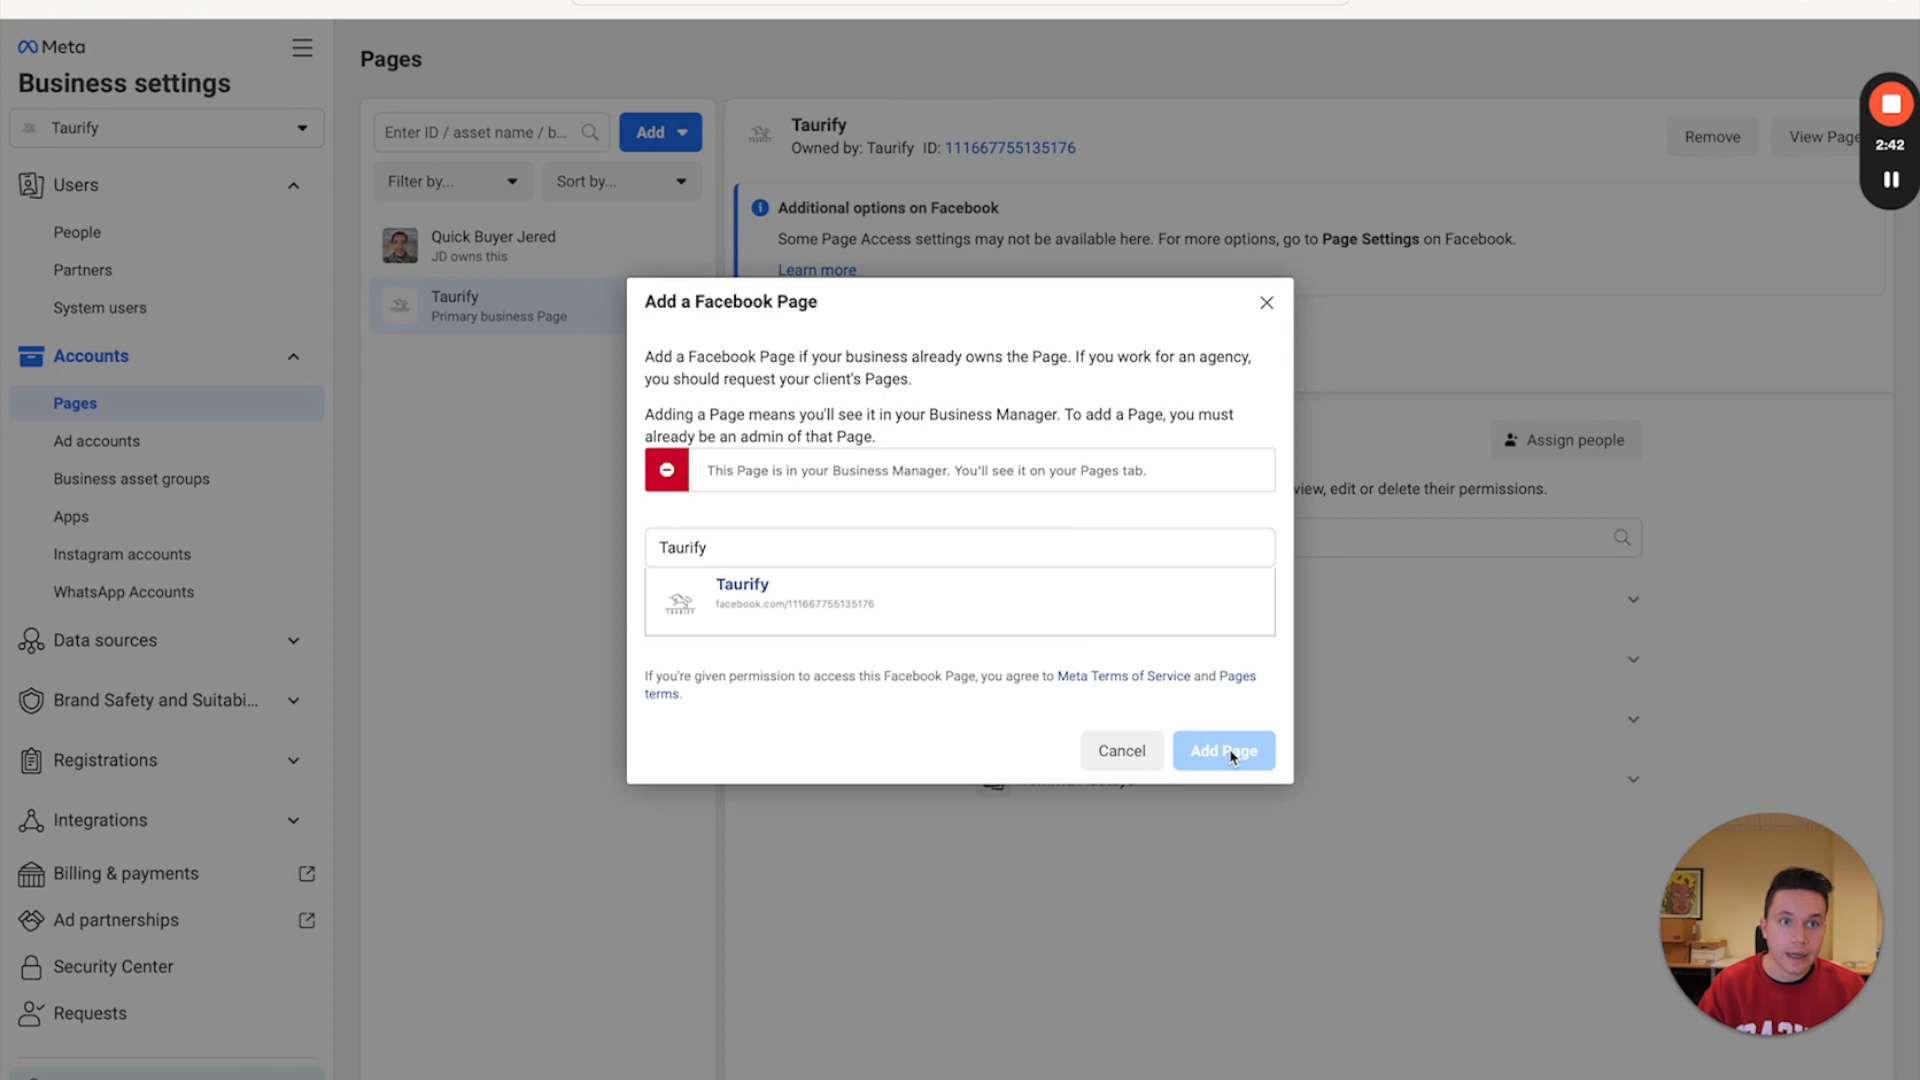 Meta
Business settings
Taurify
Users
People
Partners
System users
Accounts
Pages
Ad accounts
Business asset groups
Apps
Instagram accounts
WhatsApp Accounts
Data sources
Brand Safety and Suitabi...
Registrations
Integrations
Billing & payments
Ad partnerships
Security Center
Requests
Pages
Enter ID / asset name / b...
Add
Filter by...
Sort by...
Quick Buyer Jered
JD owns this
Taurify
Primary business Page
Taurify
Owned by: Taurify ID: 111667755135176
Remove
View Page
Additional options on Facebook
Some Page Access settings may not be available here. For more options, go to Page Settings on Facebook.
Learn more
Assign people
view, edit or delete their permissions.
Add a Facebook Page
Add a Facebook Page if your business already owns the Page. If you work for an agency,
you should request your client's Pages.
Adding a Page means you'll see it in your Business Manager. To add a Page, you must
already be an admin of that Page.
This Page is in your Business Manager. You'll see it on your Pages tab.
Taurify
Taurify
facebook.com/111667755135176
If you're given permission to access this Facebook Page, you agree to Meta Terms of Service and Pages
terms.
Cancel
Add Page
2:42